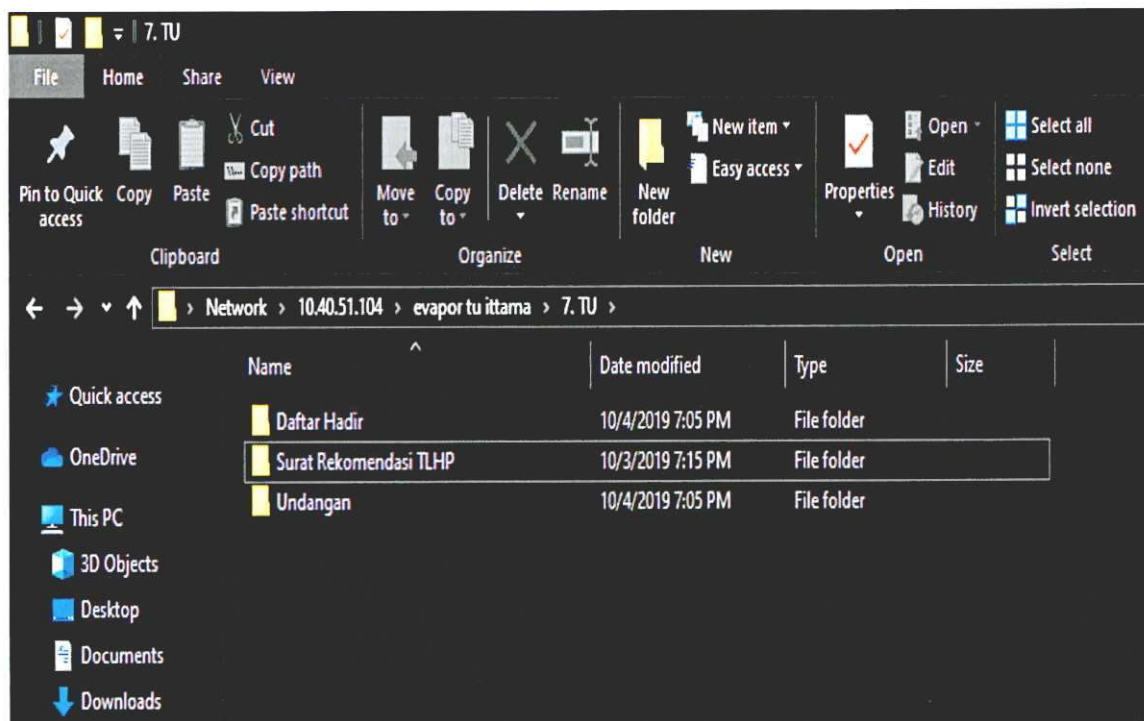 7. TU
File Home Share View
Pin to Quick access
Copy
Paste
Cut
Copy path
Paste shortcut
Clipboard
Move to
Copy to
Delete
Rename
Organize
New folder
New item
Easy access
New
Properties
Open
Edit
History
Open
Select all
Select none
Invert selection
Select
Network > 10.40.51.104 > evapor tu ittama > 7. TU >
Name Date modified Type Size
Quick access
OneDrive
This PC
3D Objects
Desktop
Documents
Downloads
Daftar Hadir 10/4/2019 7:05 PM File folder
Surat Rekomendasi TLHP 10/3/2019 7:15 PM File folder
Undangan 10/4/2019 7:05 PM File folder